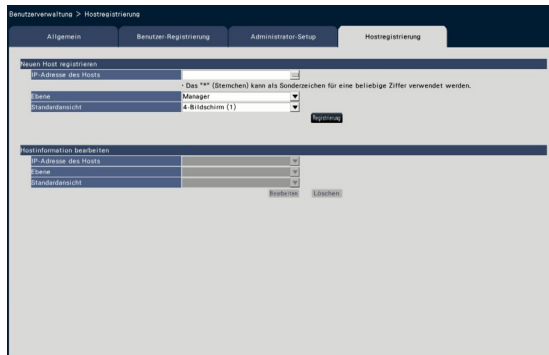 Benutzerverwaltung > Hostregistrierung
Allgemein
Benutzer-Registrierung
Administrator-Setup
Hostregistrierung
Neuen Host registrieren
IP-Adresse des Hosts
· Das "*" (Sternchen) kann als Sonderzeichen für eine beliebige Ziffer verwendet werden.
Ebene Manager
Standardansicht 4-Bildschirm (1)
Registrierung
Hostinformation bearbeiten
IP-Adresse des Hosts
Ebene
Standardansicht
Bearbeiten Löschen